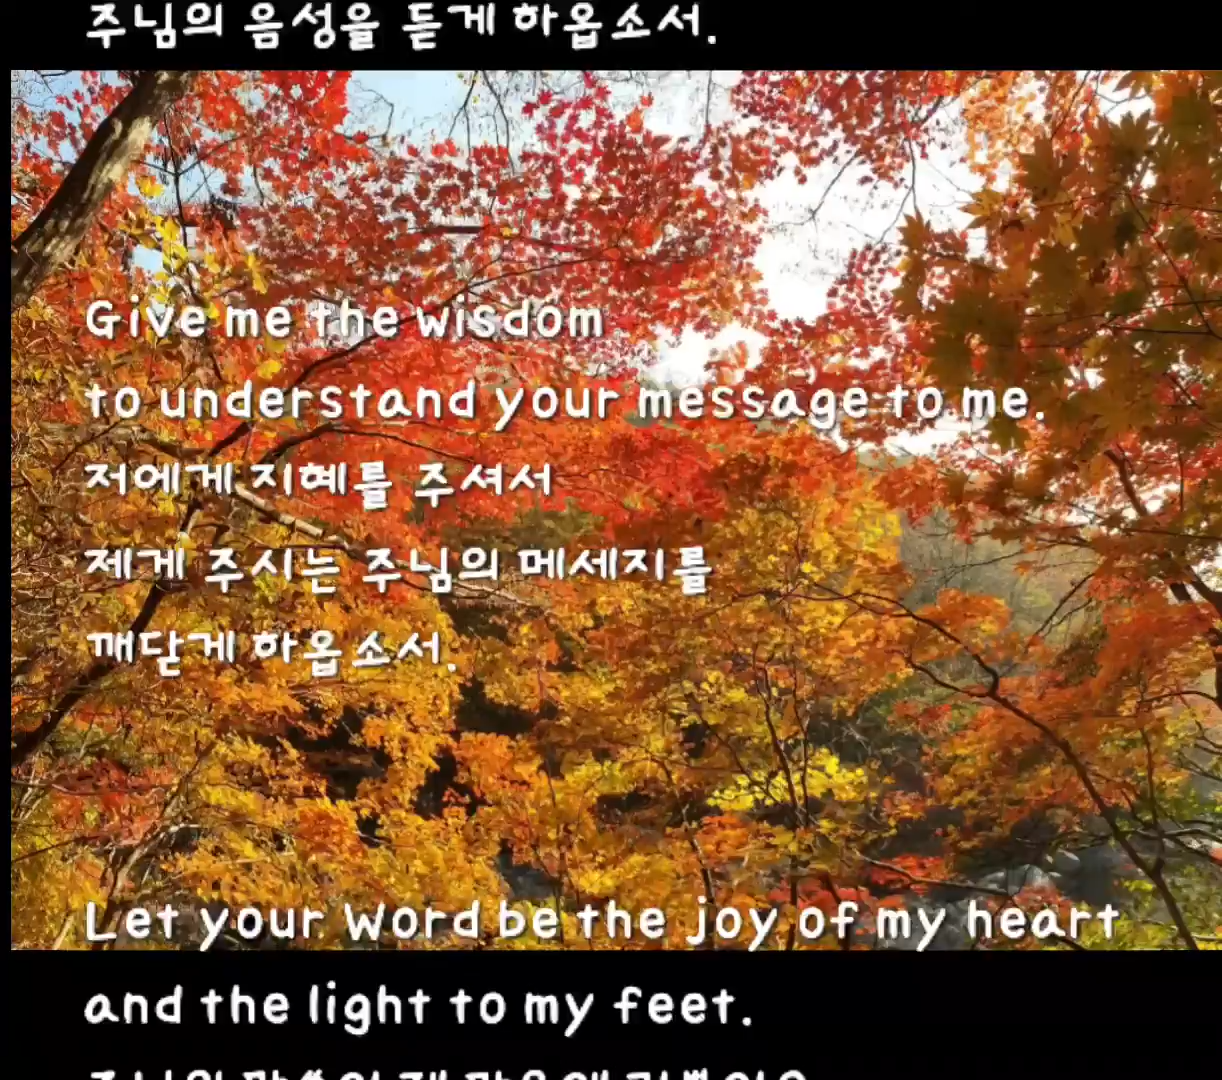 주님의 음성을 듣게 하옵소서.
Give me the wisdom
to understand your message to me.
저에게 지혜를 주셔서
제게 주시는 주님의 메세지를
깨닫게 하옵소서.
Let your Word be the joy of my heart
and the light to my feet.